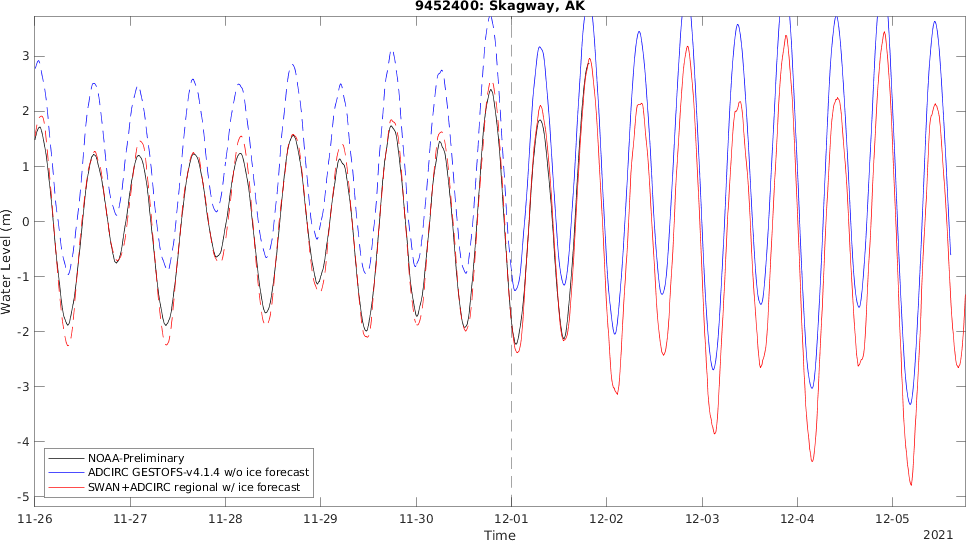 9452400: Skagway, AK
Water Level (m)
3
2
1
0
-1
-2
-3
-4
-5
NOAA-Preliminary
ADCIRC GESTOFS-v4.1.4 w/o ice forecast
SWAN+ADCIRC regional w/ ice forecast
11-26 11-27 11-28 11-29 11-30 12-01 12-02 12-03 12-04 12-05
Time
2021